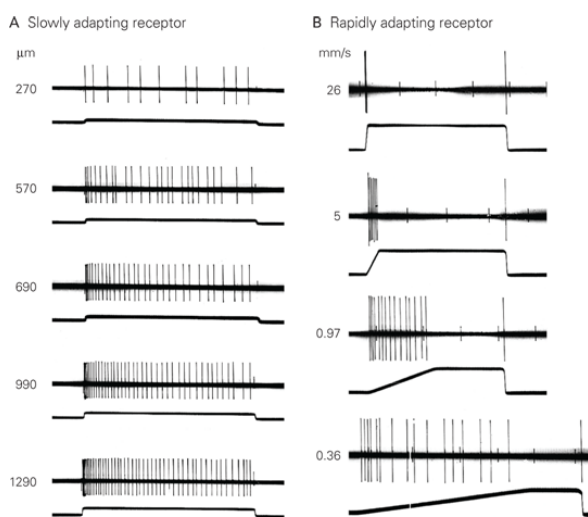 A Slowly adapting receptor
μm
270
570
690
990
1290
B Rapidly adapting receptor
mm/s
26
5
0.97
0.36